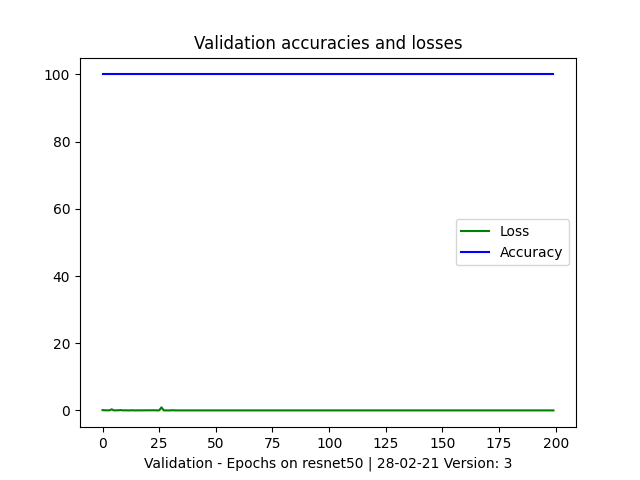 Validation accuracies and losses
100
80
60
40
20
0
Loss
Accuracy
0 25 50 75 100 125 150 175 200
Validation - Epochs on resnet50 | 28-02-21 Version: 3